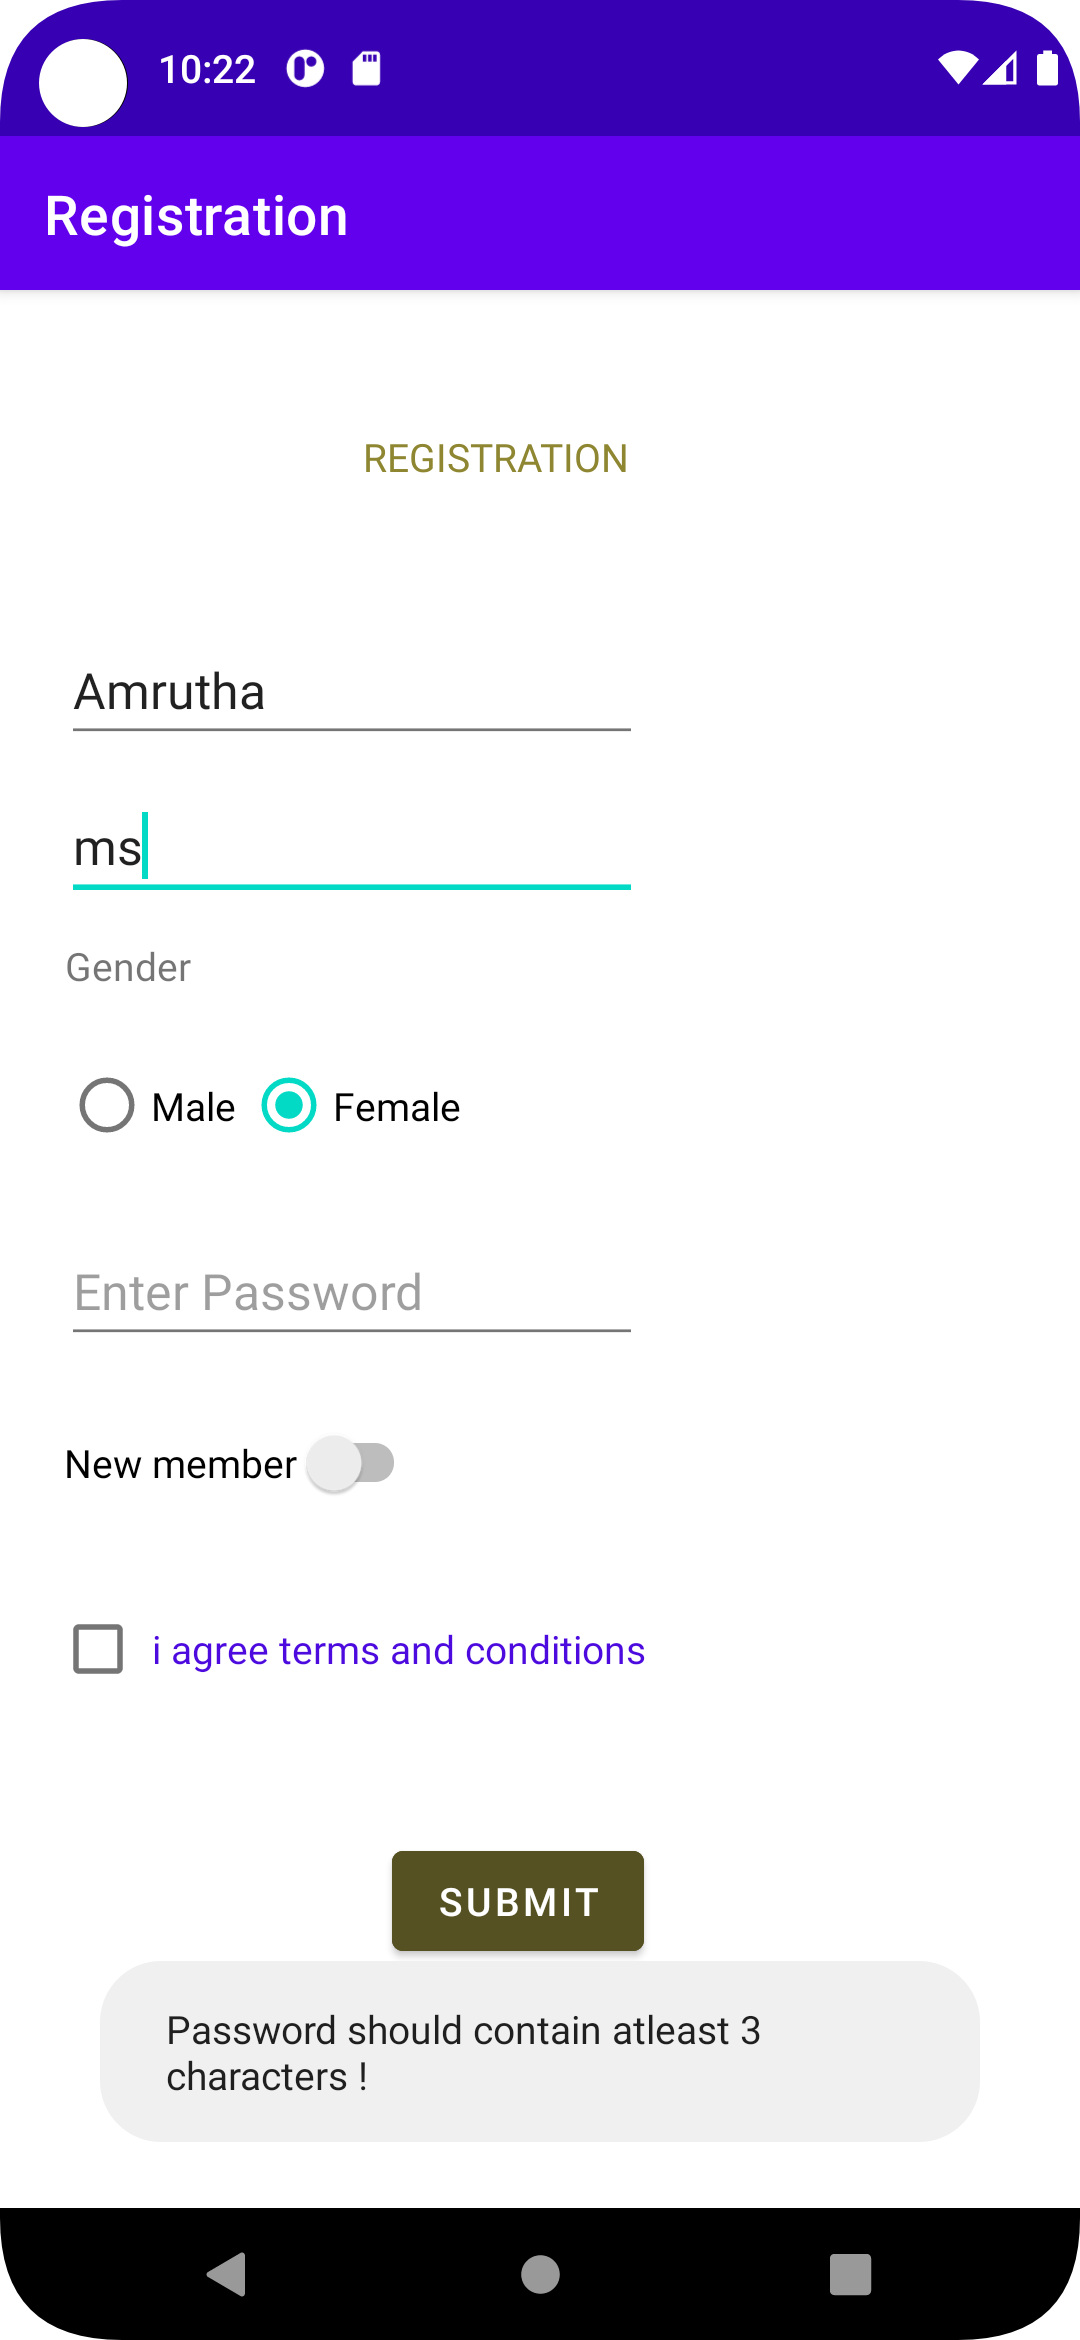 10:22
Registration
REGISTRATION
Amrutha
ms
Gender
Male Female
Enter Password
New member
i agree terms and conditions
SUBMIT
Password should contain atleast 3
characters !